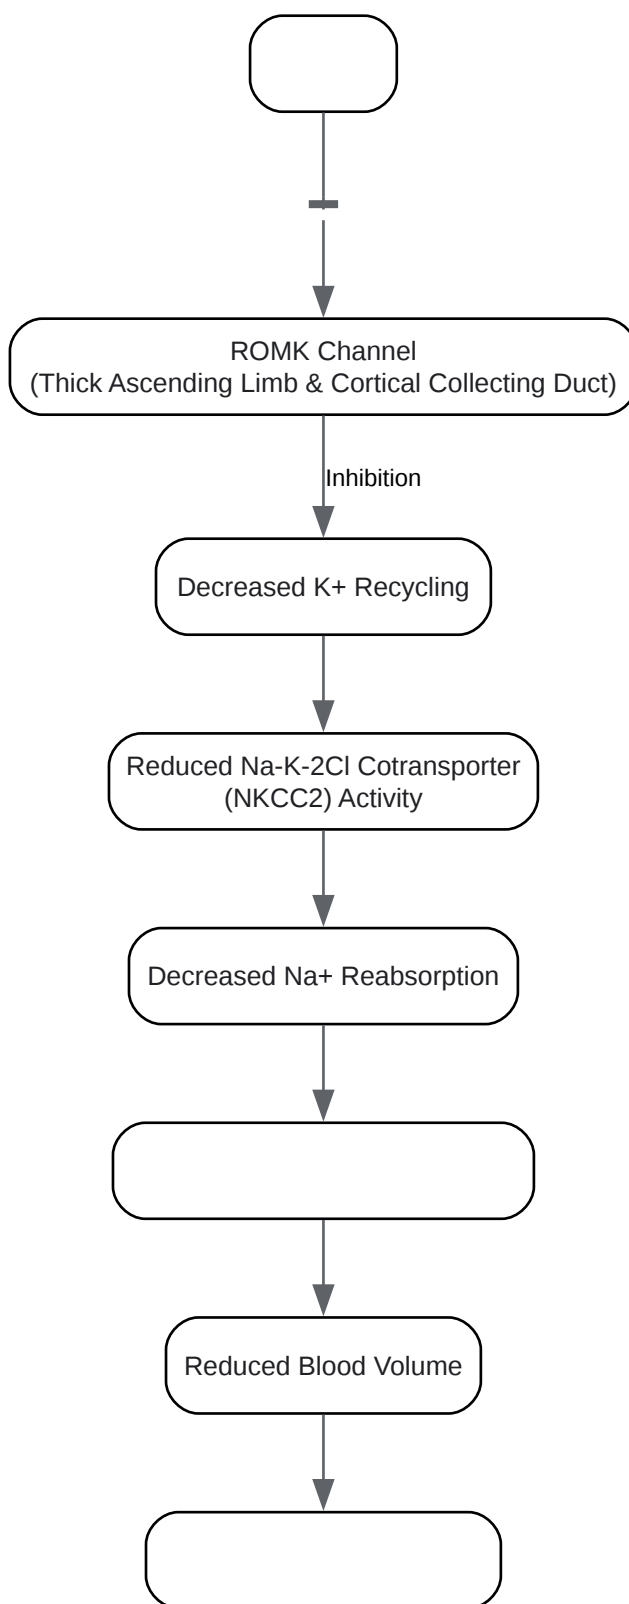 ROMK Channel
(Thick Ascending Limb & Cortical Collecting Duct)
Inhibition
Decreased K+ Recycling
Reduced Na-K-2Cl Cotransporter
(NKCC2) Activity
Decreased Na+ Reabsorption
Reduced Blood Volume